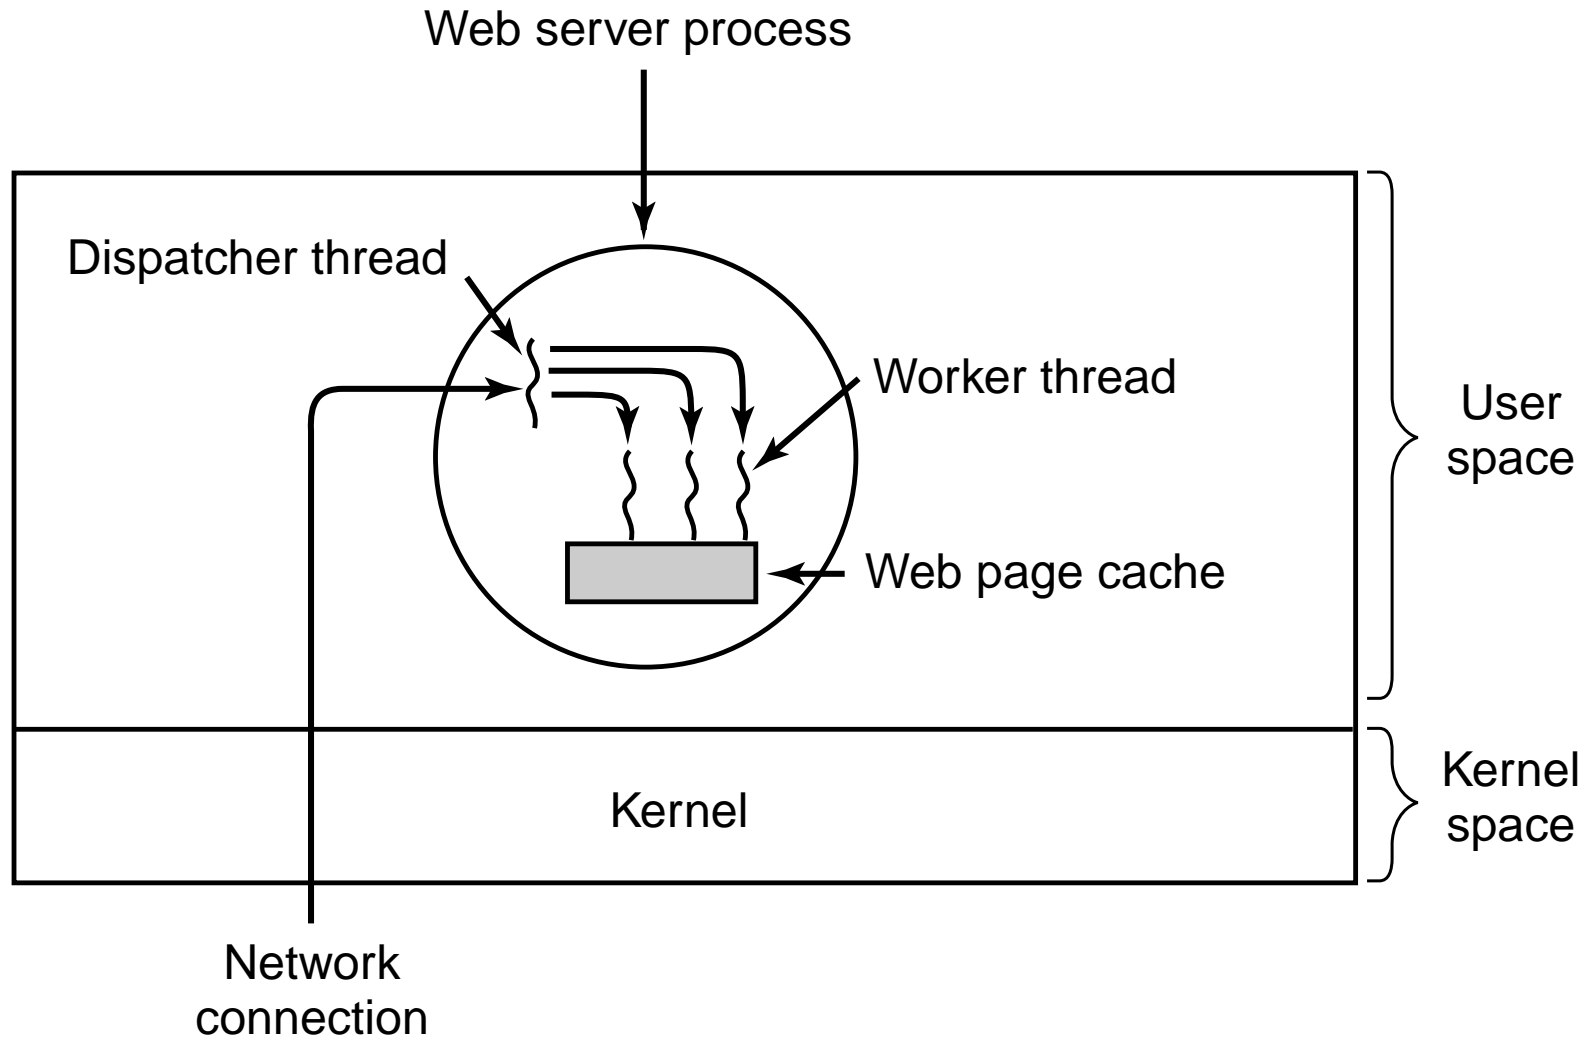 Web server process
Dispatcher thread
Worker thread
User
space
Web page cache
Kernel
Kernel
space
Network
connection